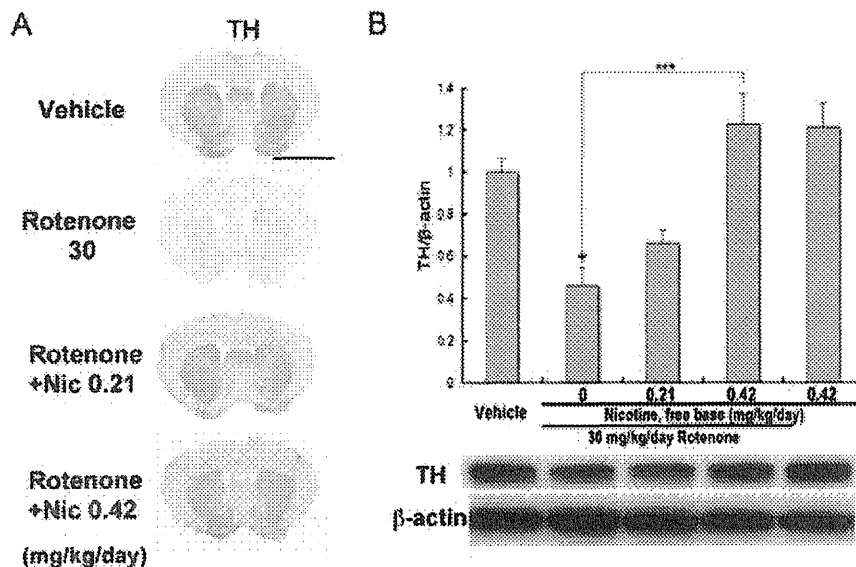 A
TH
Vehicle
Rotenone
30
Rotenone
+Nic 0.21
Rotenone
+Nic 0.42
(mg/kg/day)
B
***
TH/β-actin
1.4
1.2
1
0.8
0.6
0.4
0.2
0
*
Vehicle
0
0.21
0.42
0.42
Nicotine, free base (mg/kg/day)
30 mg/kg/day Rotenone
TH
β-actin